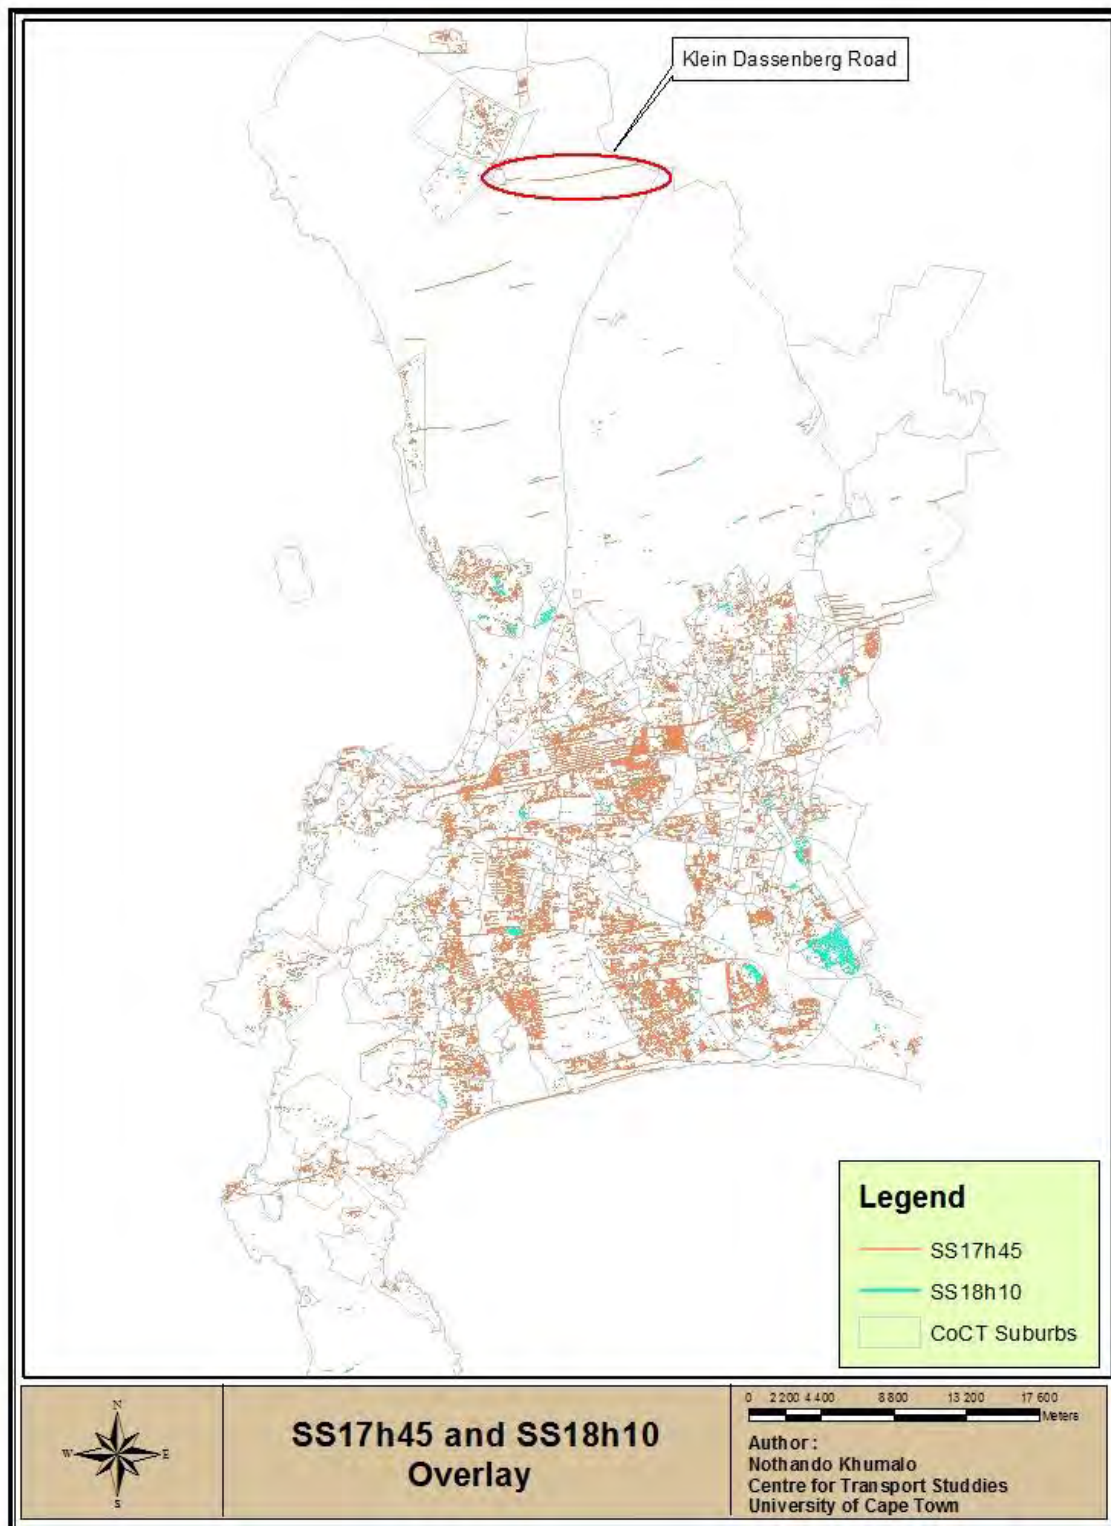 Klein Dassenberg Road
Legend
SS17h45
SS18h10
CoCT Suburbs
N
W
E
S
SS17h45 and SS18h10
Overlay
0 2 200 4 400 8 800 13 200 17 600
Meters
Author :
Nothando Khumalo
Centre for Transport Studdies
University of Cape Town